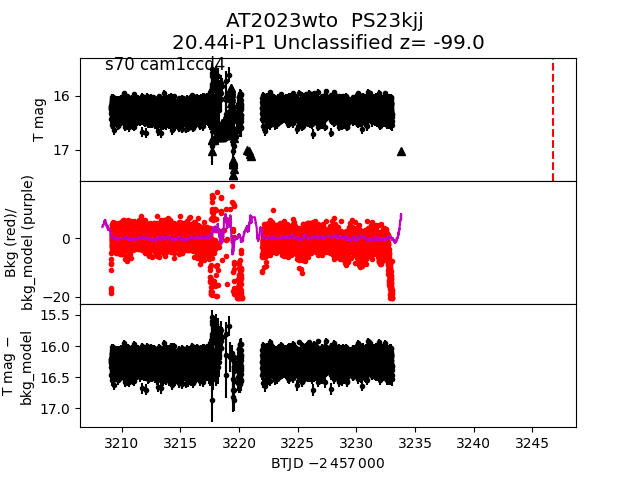 AT2023wto  PS23kjj
20.44i-P1 Unclassified z= -99.0
s70 cam1ccd4
T mag
16
17
Bkg (red)/
bkg_model (purple)
0
−20
T mag −
bkg_model
15.5
16.0
16.5
17.0
3210 3215 3220 3225 3230 3235 3240 3245
BTJD −2 457 000